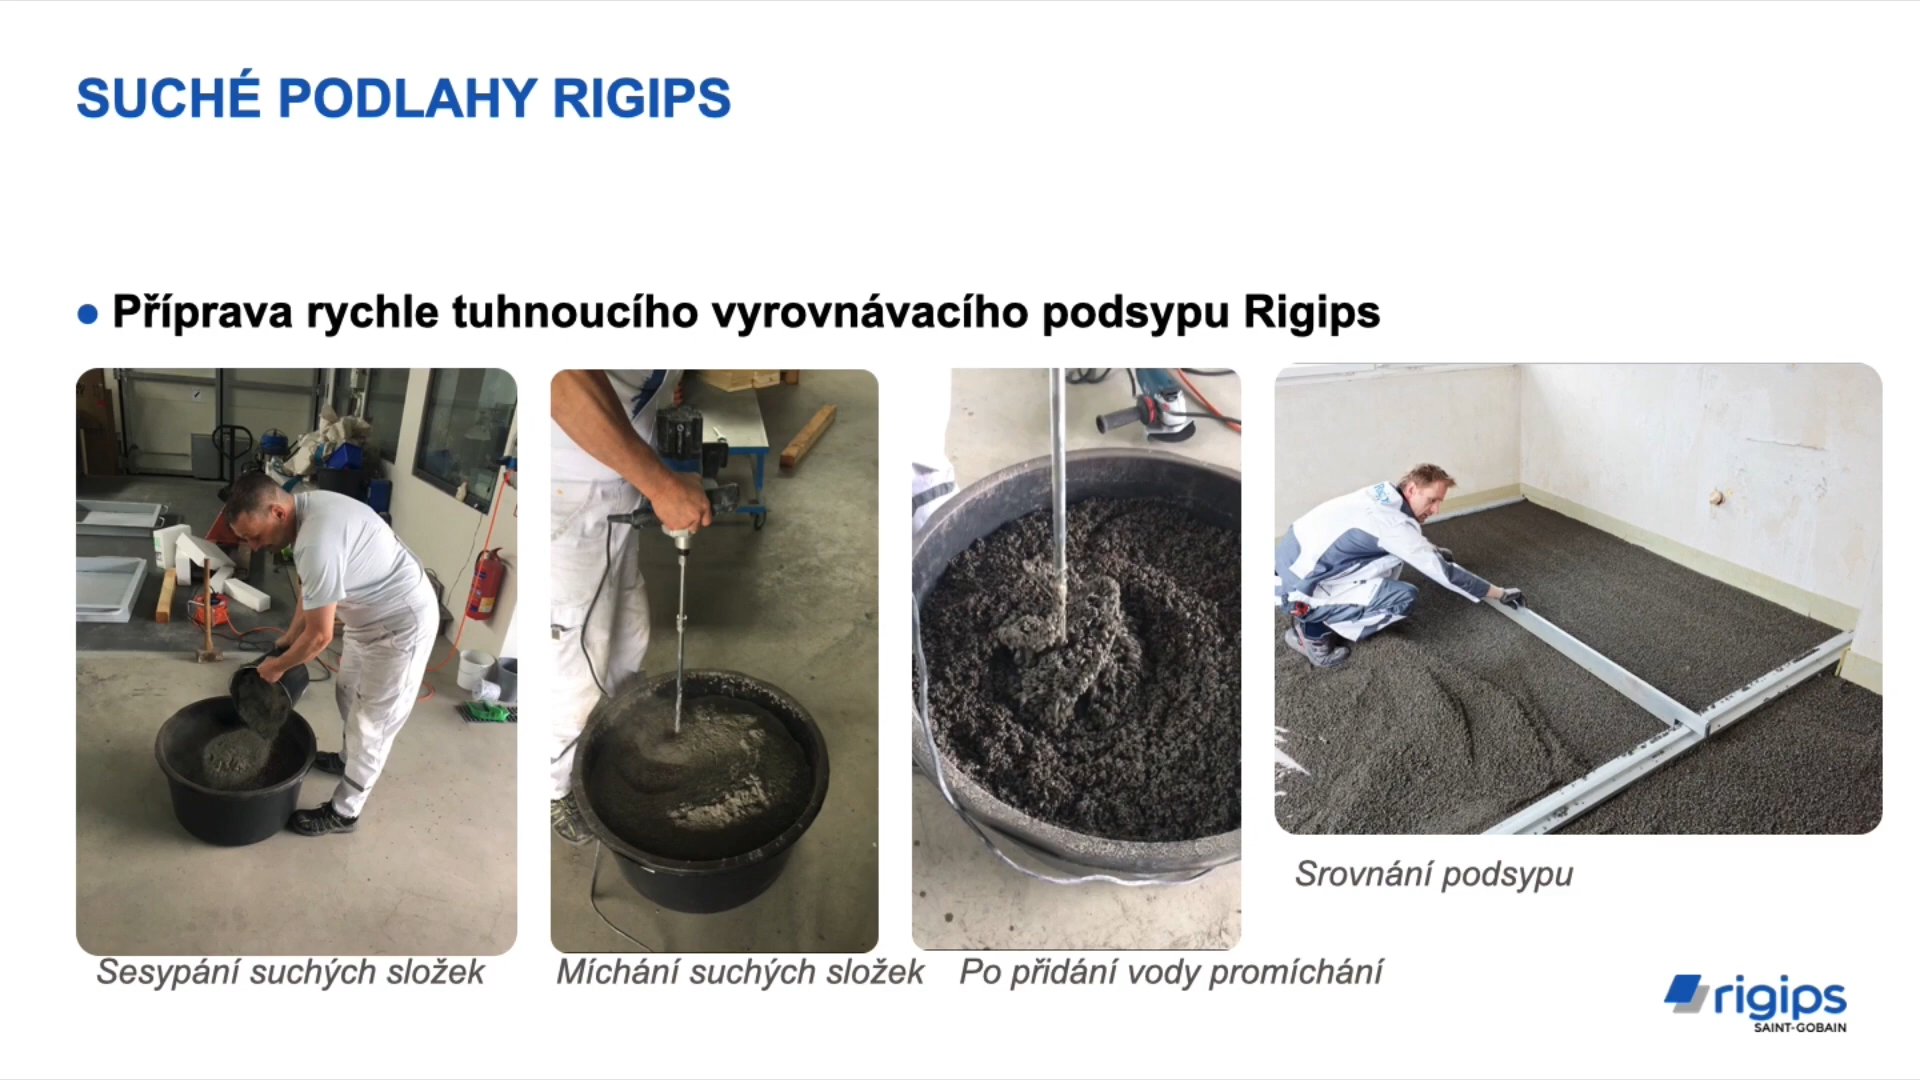 SUCHÉ PODLAHY RIGIPS
Příprava rychle tuhnoucího vyrovnávacího podsypu Rigips
Srovnání podsypu
Sesypání suchých složek
Míchání suchých složek
Po přidání vody promíchání
rigips
SAINT-GOBAIN